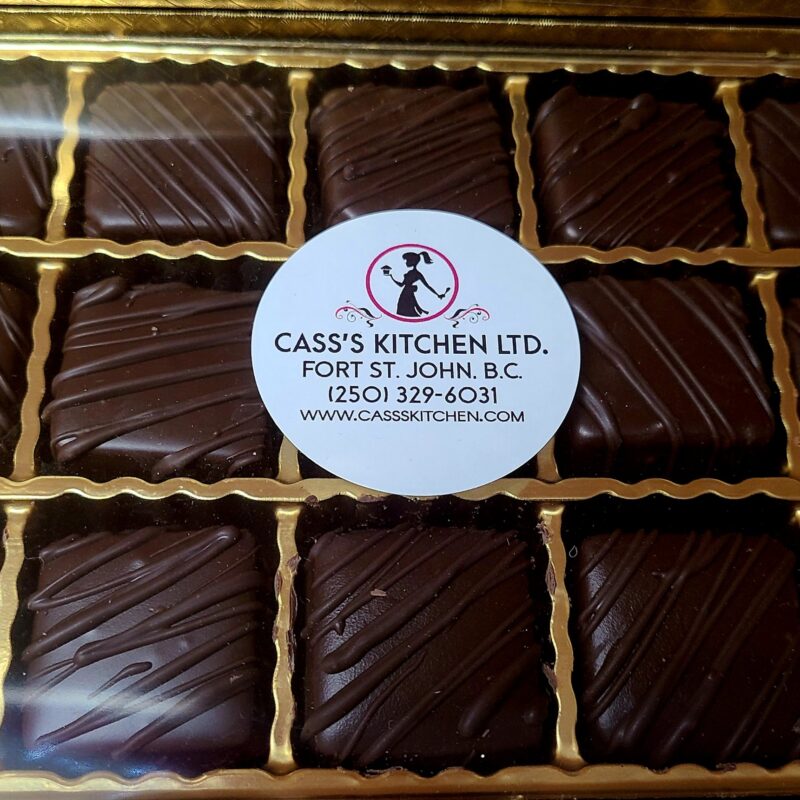 CASS'S KITCHEN LTD.
FORT ST. JOHN. B.C.
(250) 329-6031
WWW.CASSSKITCHEN.COM